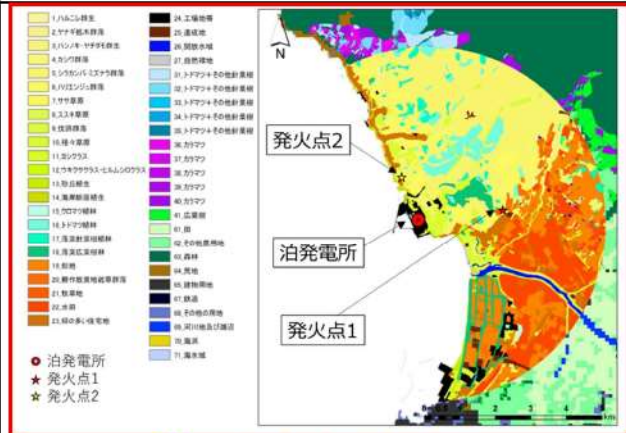 1, ハルニレ群落
2, ヤナギ低木群落
3, ハンノキ-ヤチダモ群落
4, カシワ群落
5, シラカンバ-ミズナラ群落
6, ハリエンジュ群落
7, ササ草原
8, ススキ草原
9, 伐跡群落
10, 種々草原
11, ヨシクラス
12, ウキクサクラス-ヒルムシロクラス
13, 砂丘植生
14, 海岸断崖植生
15, クロマツ植林
16, トドマツ植林
17, 落葉針葉樹植林
18, 落葉広葉樹植林
19, 畑地
20, 耕作放棄地雑草群落
21, 牧草地
22, 水田
23, 緑の多い住宅地
24, 工場地帯
25, 造成地
26, 開放水域
27, 自然裸地
31, トドマツ+その他針葉樹
32, トドマツ+その他針葉樹
33, トドマツ+その他針葉樹
34, トドマツ+その他針葉樹
35, トドマツ+その他針葉樹
36, カラマツ
37, カラマツ
38, カラマツ
39, カラマツ
40, カラマツ
41, 広葉樹
61, 田
62, その他農用地
63, 森林
64, 荒地
65, 建物用地
67, 鉄道
68, その他の用地
69, 河川地及び湖沼
70, 海浜
71, 海水域
泊発電所
発火点1
発火点2
N
発火点2
泊発電所
発火点1